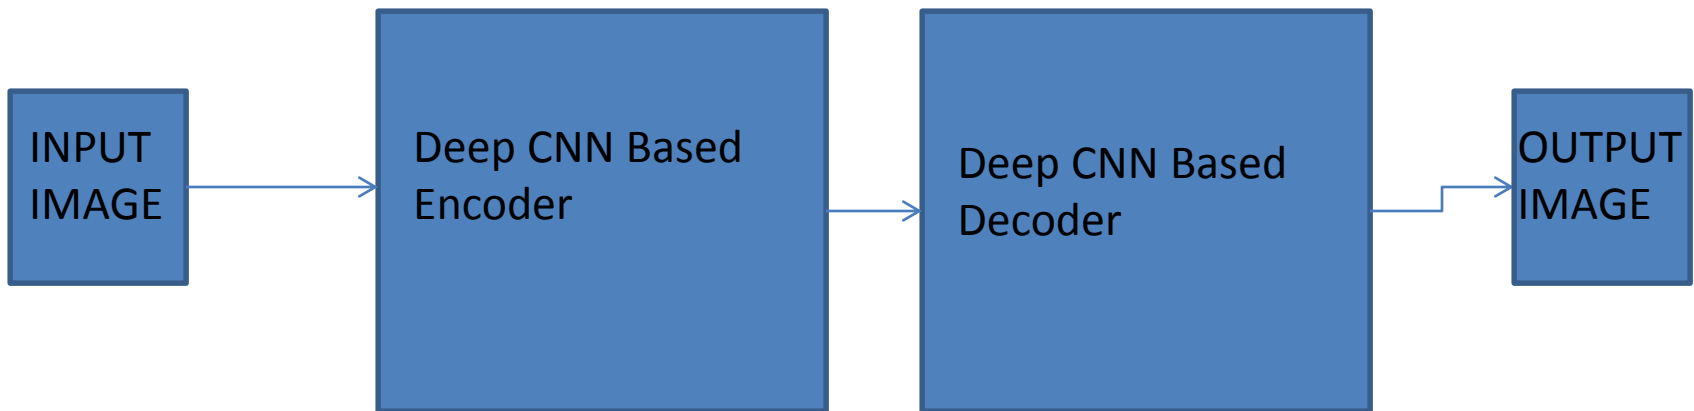 INPUT
IMAGE
Deep CNN Based
Encoder
Deep CNN Based
Decoder
OUTPUT
IMAGE